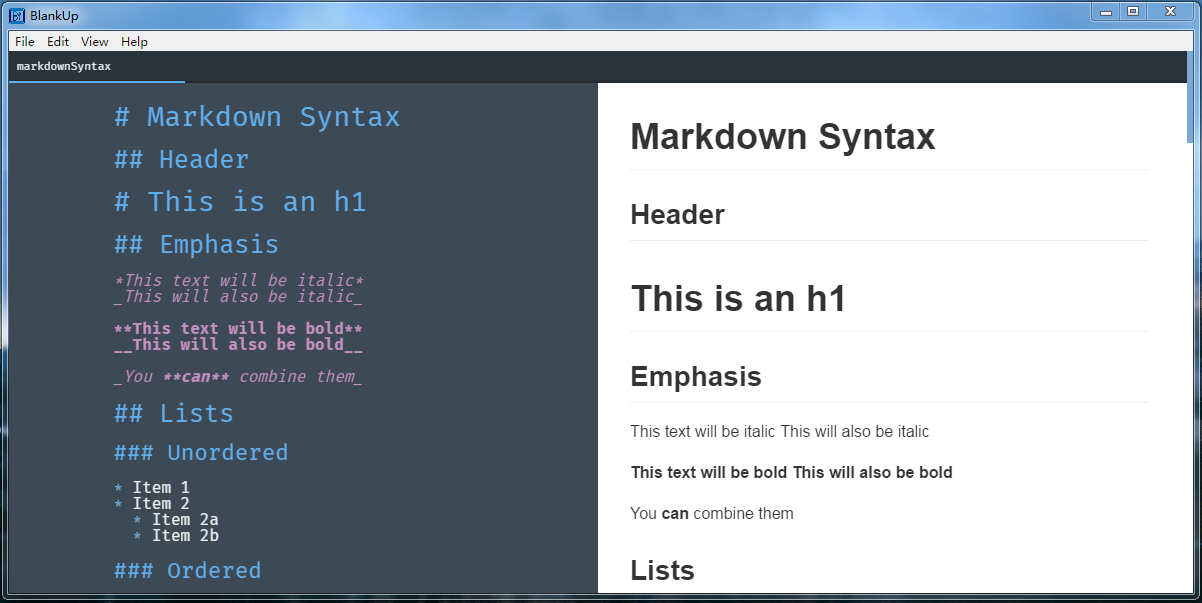 BlankUp
File Edit View Help
markdownSyntax
# Markdown Syntax
## Header
# This is an h1
## Emphasis
*This text will be italic*
_This will also be italic_
**This text will be bold**
__This will also be bold__
_You **can** combine them_
## Lists
### Unordered
* Item 1
* Item 2
  * Item 2a
  * Item 2b
### Ordered
Markdown Syntax
Header
This is an h1
Emphasis
This text will be italic This will also be italic
This text will be bold This will also be bold
You can combine them
Lists